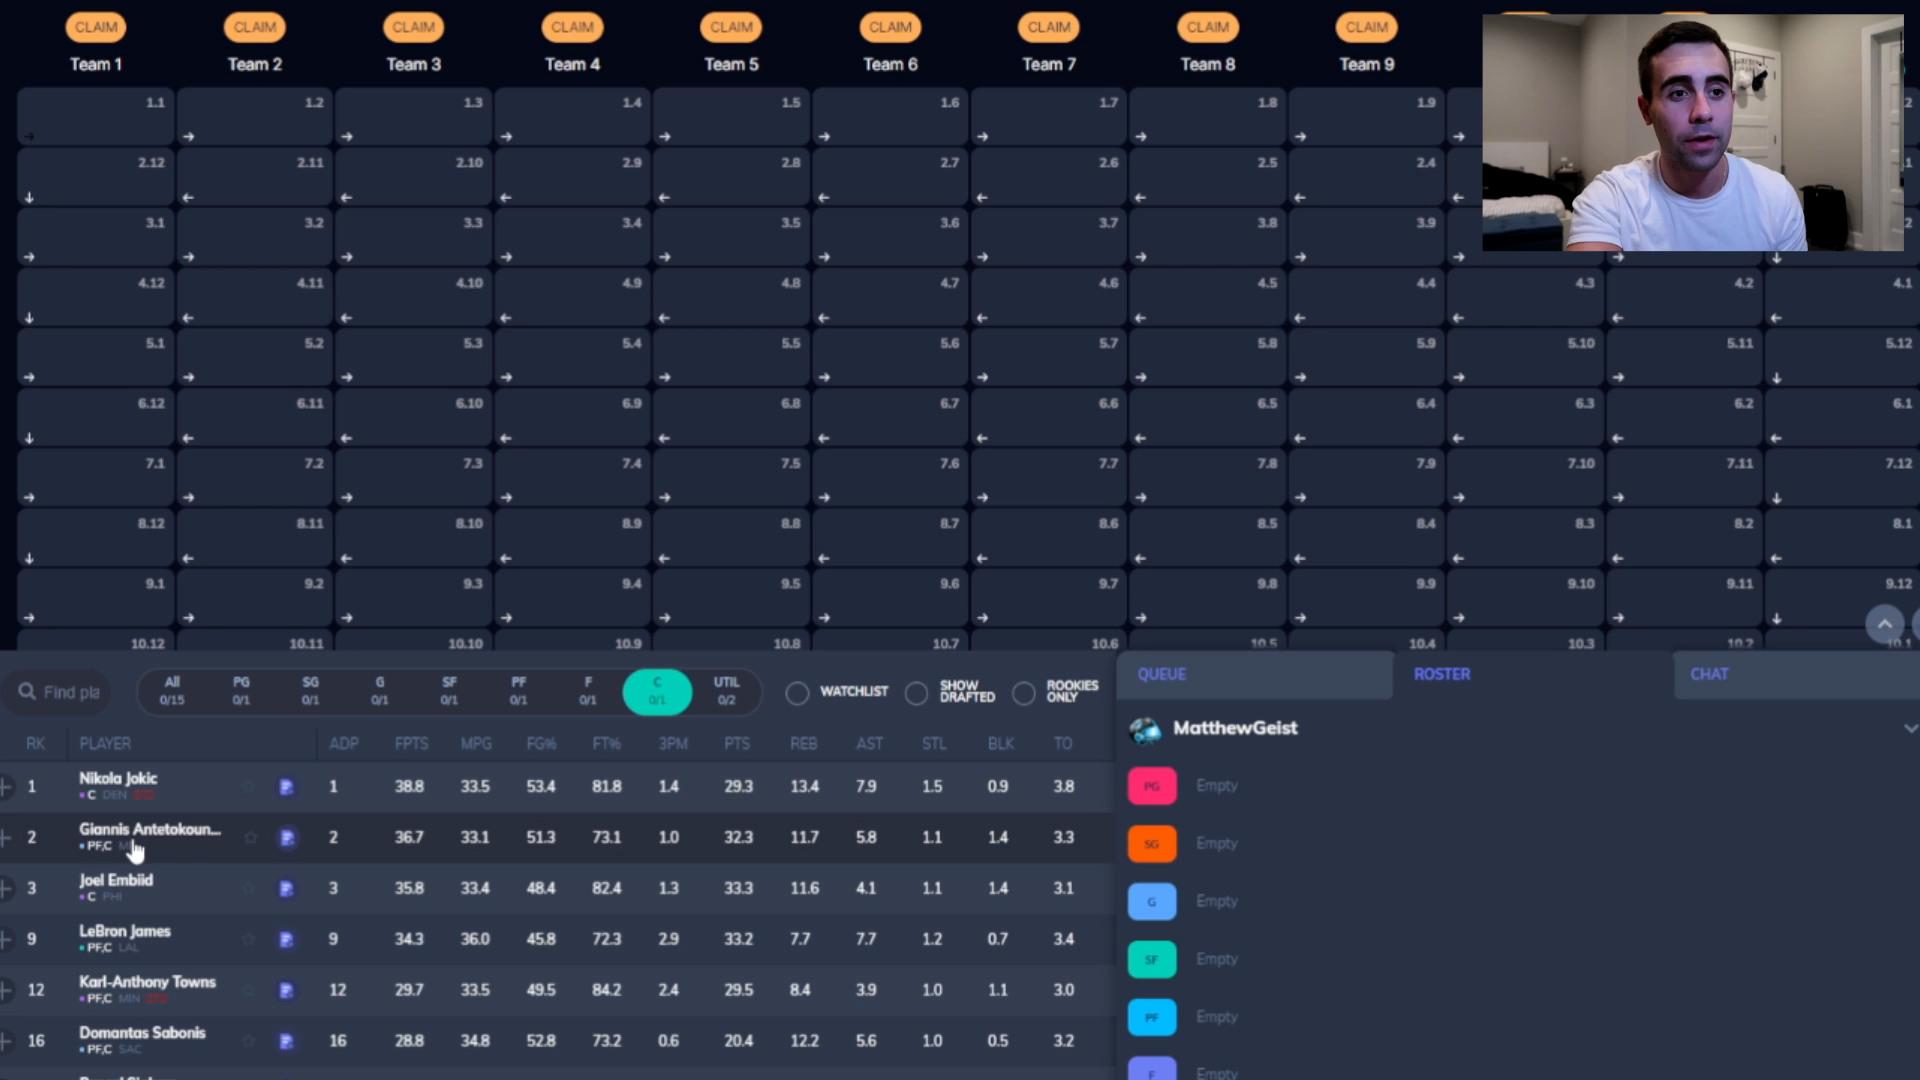 CLAIM CLAIM CLAIM CLAIM CLAIM CLAIM CLAIM CLAIM CLAIM
Team 1 Team 2 Team 3 Team 4 Team 5 Team 6 Team 7 Team 8 Team 9
1.1 1.2 1.3 1.4 1.5 1.6 1.7 1.8 1.9
2.12 2.11 2.10 2.9 2.8 2.7 2.6 2.5 2.4
3.1 3.2 3.3 3.4 3.5 3.6 3.7 3.8 3.9
4.12 4.11 4.10 4.9 4.8 4.7 4.6 4.5 4.4 4.3 4.2 4.1
5.1 5.2 5.3 5.4 5.5 5.6 5.7 5.8 5.9 5.10 5.11 5.12
6.12 6.11 6.10 6.9 6.8 6.7 6.6 6.5 6.4 6.3 6.2 6.1
7.1 7.2 7.3 7.4 7.5 7.6 7.7 7.8 7.9 7.10 7.11 7.12
8.12 8.11 8.10 8.9 8.8 8.7 8.6 8.5 8.4 8.3 8.2 8.1
9.1 9.2 9.3 9.4 9.5 9.6 9.7 9.8 9.9 9.10 9.11 9.12
10.12 10.11 10.10 10.9 10.8 10.7 10.6 10.5 10.4 10.3 10.2 10.1
Find pla
All PG SG G SF PF F C UTIL
0/15 0/1 0/1 0/1 0/1 0/1 0/1 0/1 0/2
WATCHLIST
SHOW
DRAFTED
ROOKIES
ONLY
RK PLAYER ADP FPTS MPG FG% FT% 3PM PTS REB AST STL BLK TO
1 Nikola Jokic 1 38.8 33.5 53.4 81.8 1.4 29.3 13.4 7.9 1.5 0.9 3.8
C DEN
2 Giannis Antetokoun... 2 36.7 33.1 51.3 73.1 1.0 32.3 11.7 5.8 1.1 1.4 3.3
PF,C
3 Joel Embiid 3 35.8 33.4 48.4 82.4 1.3 33.3 11.6 4.1 1.1 1.4 3.1
C PHI
9 LeBron James 9 34.3 36.0 45.8 72.3 2.9 33.2 7.7 7.7 1.2 0.7 3.4
PF,C LAL
12 Karl-Anthony Towns 12 29.7 33.5 49.5 84.2 2.4 29.5 8.4 3.9 1.0 1.1 3.0
PF,C MIN
16 Domantas Sabonis 16 28.8 34.8 52.8 73.2 0.6 20.4 12.2 5.6 1.0 0.5 3.2
PF,C SAC
QUEUE ROSTER CHAT
MatthewGeist
PG Empty
SG Empty
G Empty
SF Empty
PF Empty
F Empty